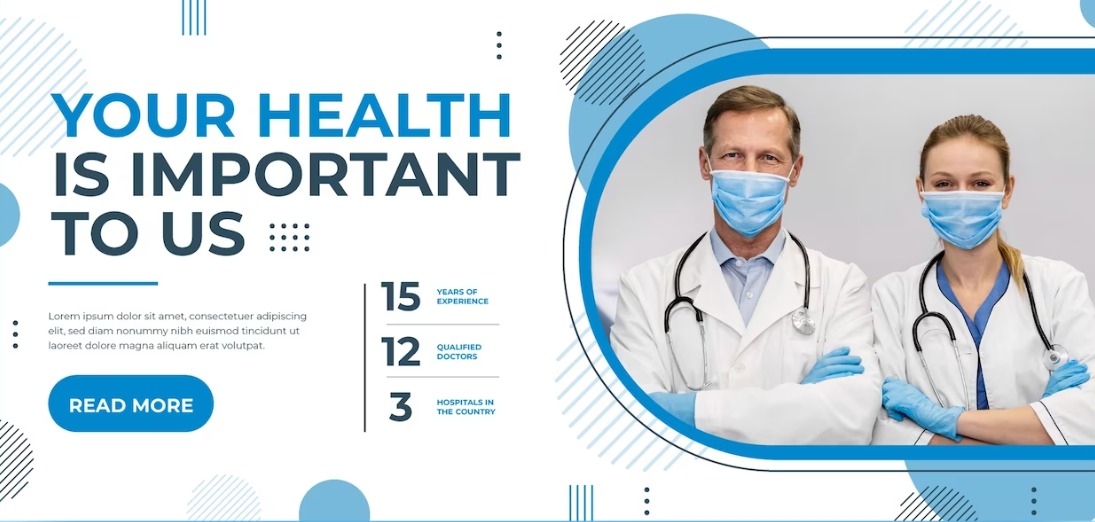 YOUR HEALTH
IS IMPORTANT
TO US
Lorem ipsum dolor sit amet, consectetuer adipiscing
elit, sed diam nonummy nibh euismod tincidunt ut
laoreet dolore magna aliquam erat volutpat.
READ MORE
15
YEARS OF
EXPERIENCE
12
QUALIFIED
DOCTORS
3
HOSPITALS IN
THE COUNTRY